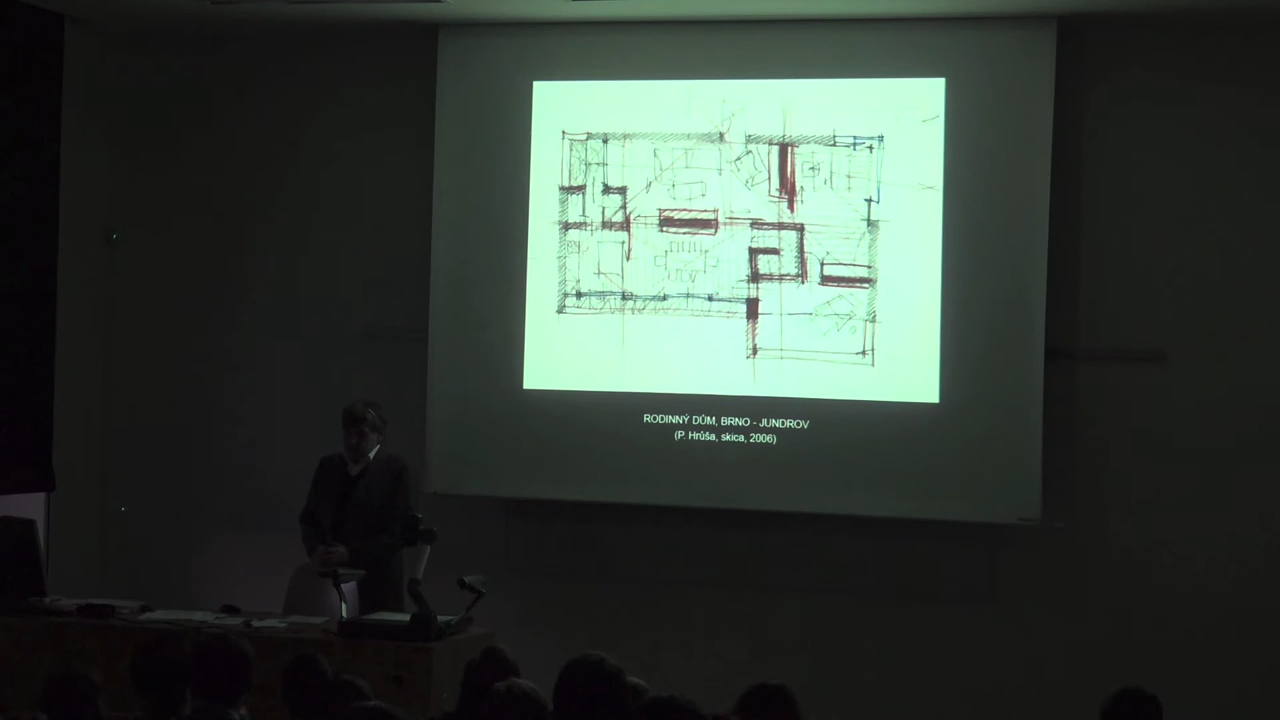 RODINNÝ DŮM, BRNO - JUNDROV
(P. Hrůša, skica, 2006)